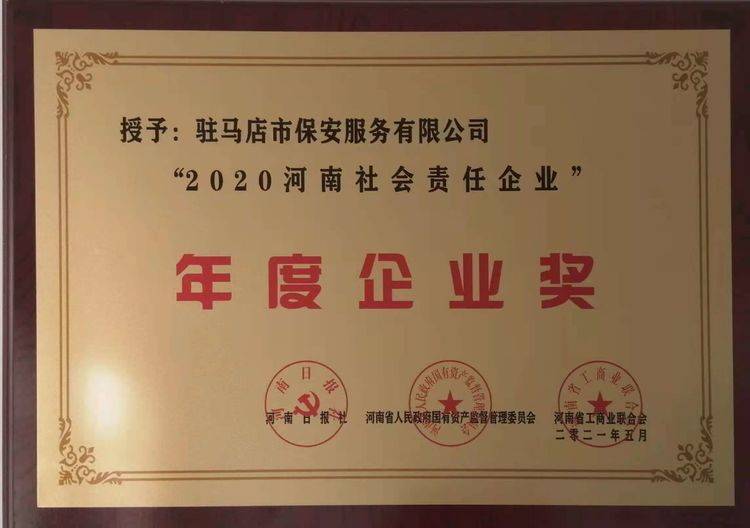 授予：驻马店市保安服务有限公司
“2020河南社会责任企业”
年度企业奖
河南日报社
河南省人民政府国有资产监督管理委员会
河南省工商业联合会
二零二一年五月